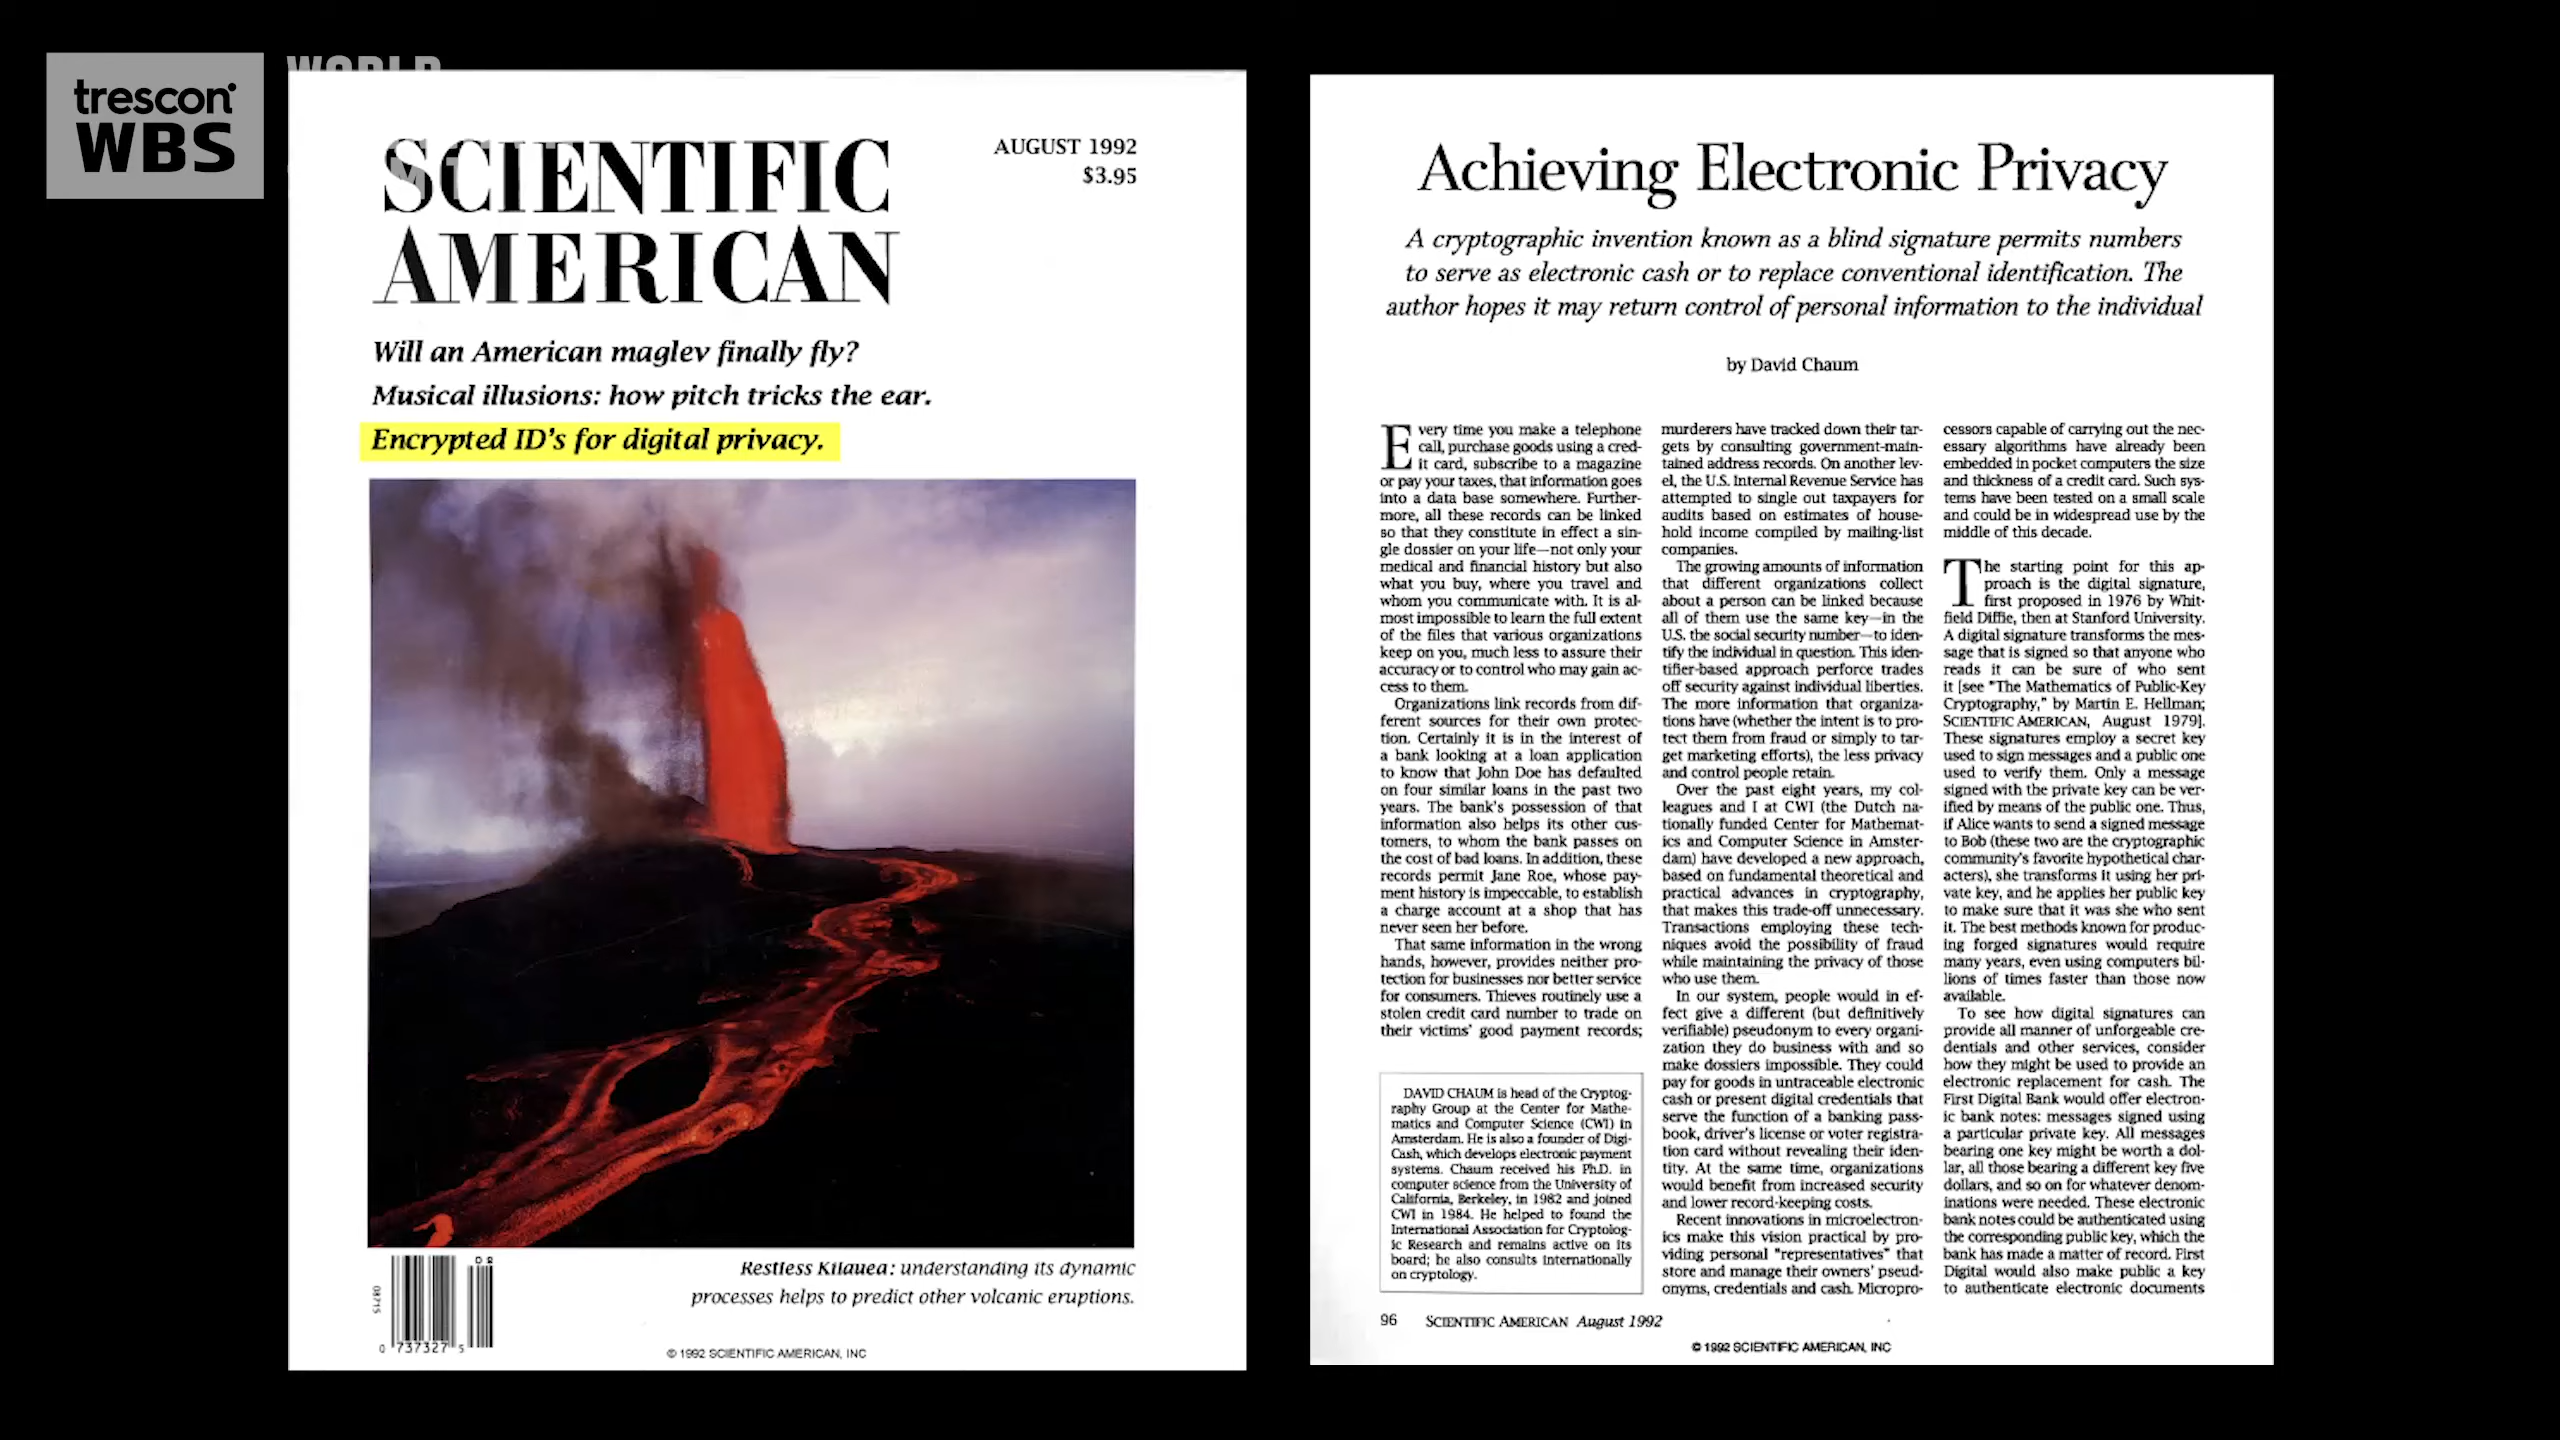 trescon
WBS
WORLD
SCIENTIFIC
AMERICAN
AUGUST 1992
$3.95
Will an American maglev finally fly?
Musical illusions: how pitch tricks the ear.
Encrypted ID's for digital privacy.
08715
0 737327 5
08
Restless Kilauea: understanding its dynamic
processes helps to predict other volcanic eruptions.
© 1992 SCIENTIFIC AMERICAN, INC
Achieving Electronic Privacy
A cryptographic invention known as a blind signature permits numbers
to serve as electronic cash or to replace conventional identification. The
author hopes it may return control of personal information to the individual
by David Chaum
Every time you make a telephone
call, purchase goods using a cred-
it card, subscribe to a magazine
or pay your taxes, that information goes
into a data base somewhere. Further-
more, all these records can be linked
so that they constitute in effect a sin-
gle dossier on your life—not only your
medical and financial history but also
what you buy, where you travel and
whom you communicate with. It is al-
most impossible to learn the full extent
of the files that various organizations
keep on you, much less to assure their
accuracy or to control who may gain ac-
cess to them.
Organizations link records from dif-
ferent sources for their own protec-
tion. Certainly it is in the interest of
a bank looking at a loan application
to know that John Doe has defaulted
on four similar loans in the past two
years. The bank's possession of that
information also helps its other cus-
tomers, to whom the bank passes on
the cost of bad loans. In addition, these
records permit Jane Roe, whose pay-
ment history is impeccable, to establish
a charge account at a shop that has
never seen her before.
That same information in the wrong
hands, however, provides neither pro-
tection for businesses nor better service
for consumers. Thieves routinely use a
stolen credit card number to trade on
their victims' good payment records;
DAVID CHAUM is head of the Cryptog-
raphy Group at the Center for Mathe-
matics and Computer Science (CWI) in
Amsterdam. He is also a founder of Digi-
Cash, which develops electronic payment
systems. Chaum received his Ph.D. in
computer science from the University of
California, Berkeley, in 1982 and joined
CWI in 1984. He helped to found the
International Association for Cryptolog-
ic Research and remains active on its
board; he also consults internationally
on cryptology.
murderers have tracked down their tar-
gets by consulting government-main-
tained address records. On another lev-
el, the U.S. Internal Revenue Service has
attempted to single out taxpayers for
audits based on estimates of house-
hold income compiled by mailing-list
companies.
The growing amounts of information
that different organizations collect
about a person can be linked because
all of them use the same key—in the
U.S. the social security number—to iden-
tify the individual in question. This iden-
tifier-based approach perforce trades
off security against individual liberties.
The more information that organiza-
tions have (whether the intent is to pro-
tect them from fraud or simply to tar-
get marketing efforts), the less privacy
and control people retain.
Over the past eight years, my col-
leagues and I at CWI (the Dutch na-
tionally funded Center for Mathemat-
ics and Computer Science in Amster-
dam) have developed a new approach,
based on fundamental theoretical and
practical advances in cryptography,
that makes this trade-off unnecessary.
Transactions employing these tech-
niques avoid the possibility of fraud
while maintaining the privacy of those
who use them.
In our system, people would in ef-
fect give a different (but definitively
verifiable) pseudonym to every organi-
zation they do business with and so
make dossiers impossible. They could
pay for goods in untraceable electronic
cash or present digital credentials that
serve the function of a banking pass-
book, driver's license or voter registra-
tion card without revealing their iden-
tity. At the same time, organizations
would benefit from increased security
and lower record-keeping costs.
Recent innovations in microelectron-
ics make this vision practical by pro-
viding personal "representatives" that
store and manage their owners' pseud-
onyms, credentials and cash. Micropro-
cessors capable of carrying out the nec-
essary algorithms have already been
embedded in pocket computers the size
and thickness of a credit card. Such sys-
tems have been tested on a small scale
and could be in widespread use by the
middle of this decade.
The starting point for this ap-
proach is the digital signature,
first proposed in 1976 by Whit-
field Diffie, then at Stanford University.
A digital signature transforms the mes-
sage that is signed so that anyone who
reads it can be sure of who sent
it [see "The Mathematics of Public-Key
Cryptography," by Martin E. Hellman;
SCIENTIFIC AMERICAN, August 1979].
These signatures employ a secret key
used to sign messages and a public one
used to verify them. Only a message
signed with the private key can be ver-
ified by means of the public one. Thus,
if Alice wants to send a signed message
to Bob (these two are the cryptographic
community's favorite hypothetical char-
acters), she transforms it using her pri-
vate key, and he applies her public key
to make sure that it was she who sent
it. The best methods known for produc-
ing forged signatures would require
many years, even using computers bil-
lions of times faster than those now
available.
To see how digital signatures can
provide all manner of unforgeable cre-
dentials and other services, consider
how they might be used to provide an
electronic replacement for cash. The
First Digital Bank would offer electron-
ic bank notes: messages signed using
a particular private key. All messages
bearing one key might be worth a dol-
lar, all those bearing a different key five
dollars, and so on for whatever denom-
inations were needed. These electronic
bank notes could be authenticated using
the corresponding public key, which the
bank has made a matter of record. First
Digital would also make public a key
to authenticate electronic documents
96 SCIENTIFIC AMERICAN August 1992
© 1992 SCIENTIFIC AMERICAN, INC